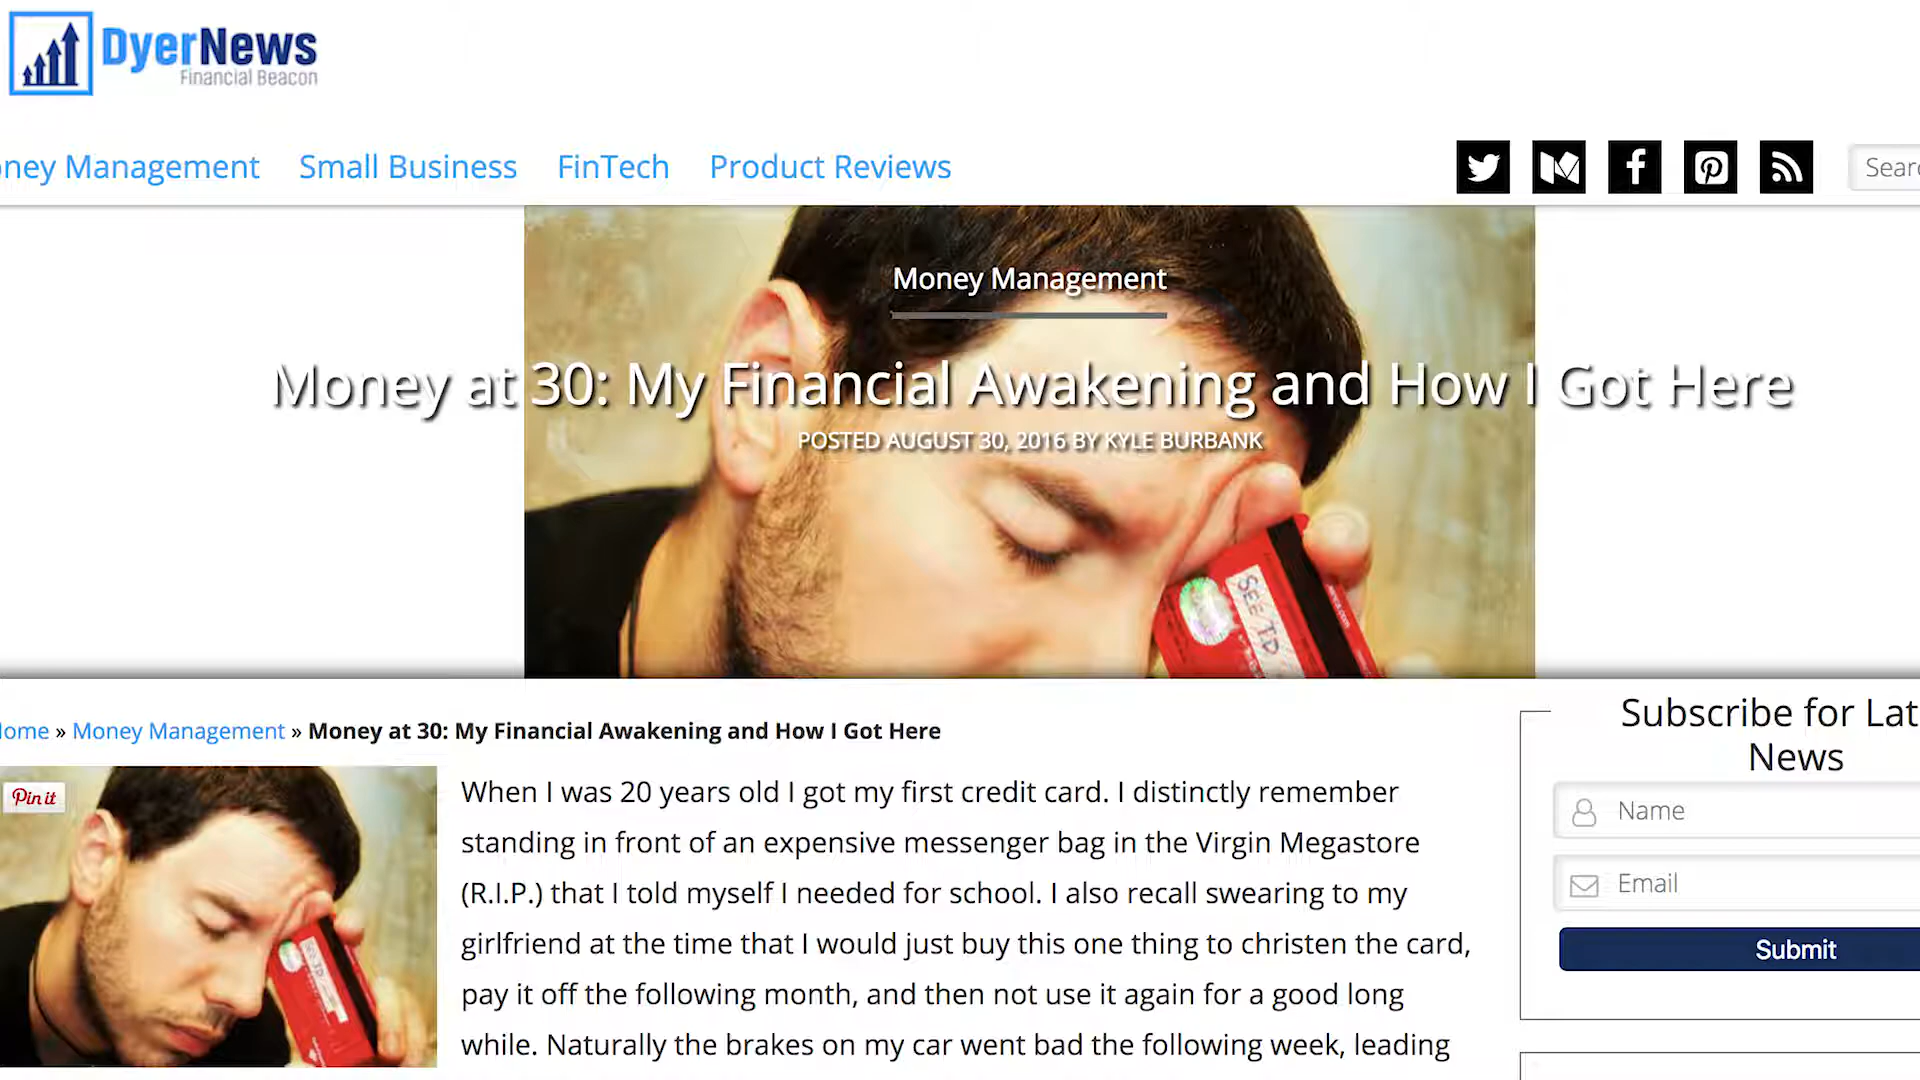 DyerNews
Financial Beacon
ney Management Small Business FinTech Product Reviews
Sear
Money Management
Money at 30: My Financial Awakening and How I Got Here
POSTED AUGUST 30, 2016 BY KYLE BURBANK
SEE ID
ome » Money Management » Money at 30: My Financial Awakening and How I Got Here
Pin it
SEE ID
When I was 20 years old I got my first credit card. I distinctly remember
standing in front of an expensive messenger bag in the Virgin Megastore
(R.I.P.) that I told myself I needed for school. I also recall swearing to my
girlfriend at the time that I would just buy this one thing to christen the card,
pay it off the following month, and then not use it again for a good long
while. Naturally the brakes on my car went bad the following week, leading
Subscribe for Lat
News
Name
Email
Submit